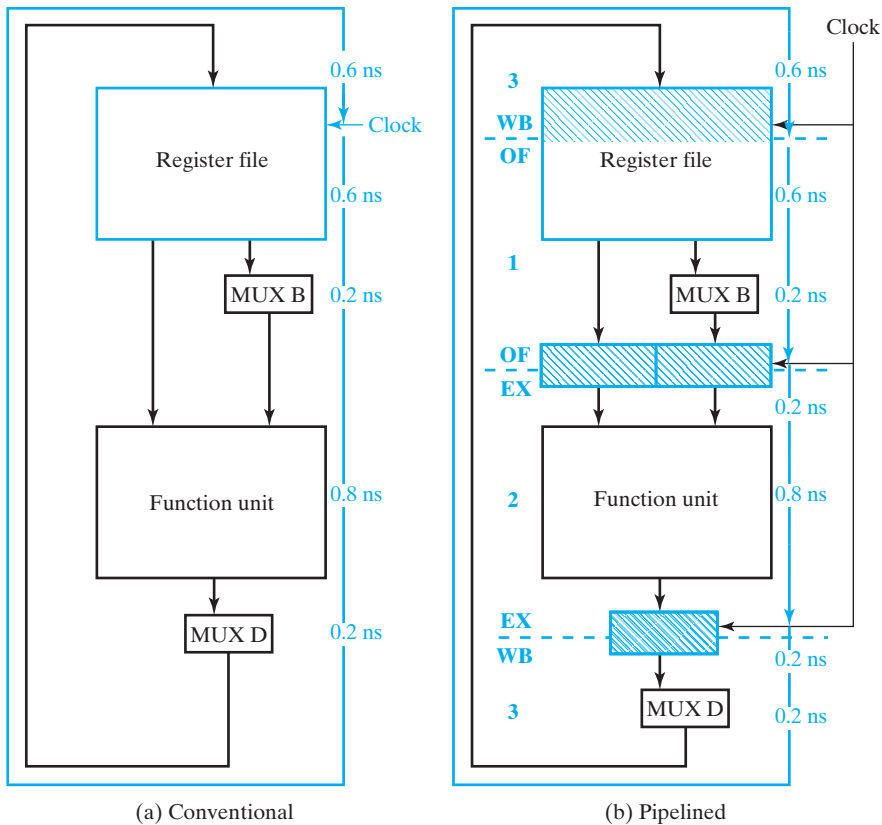 0.6 ns
Clock
Register file
0.6 ns
MUX B
0.2 ns
Function unit
0.8 ns
MUX D
0.2 ns
(a) Conventional
Clock
3
0.6 ns
WB
OF
Register file
0.6 ns
1
MUX B
0.2 ns
OF
EX
0.2 ns
2
Function unit
0.8 ns
EX
WB
0.2 ns
3
MUX D
0.2 ns
(b) Pipelined